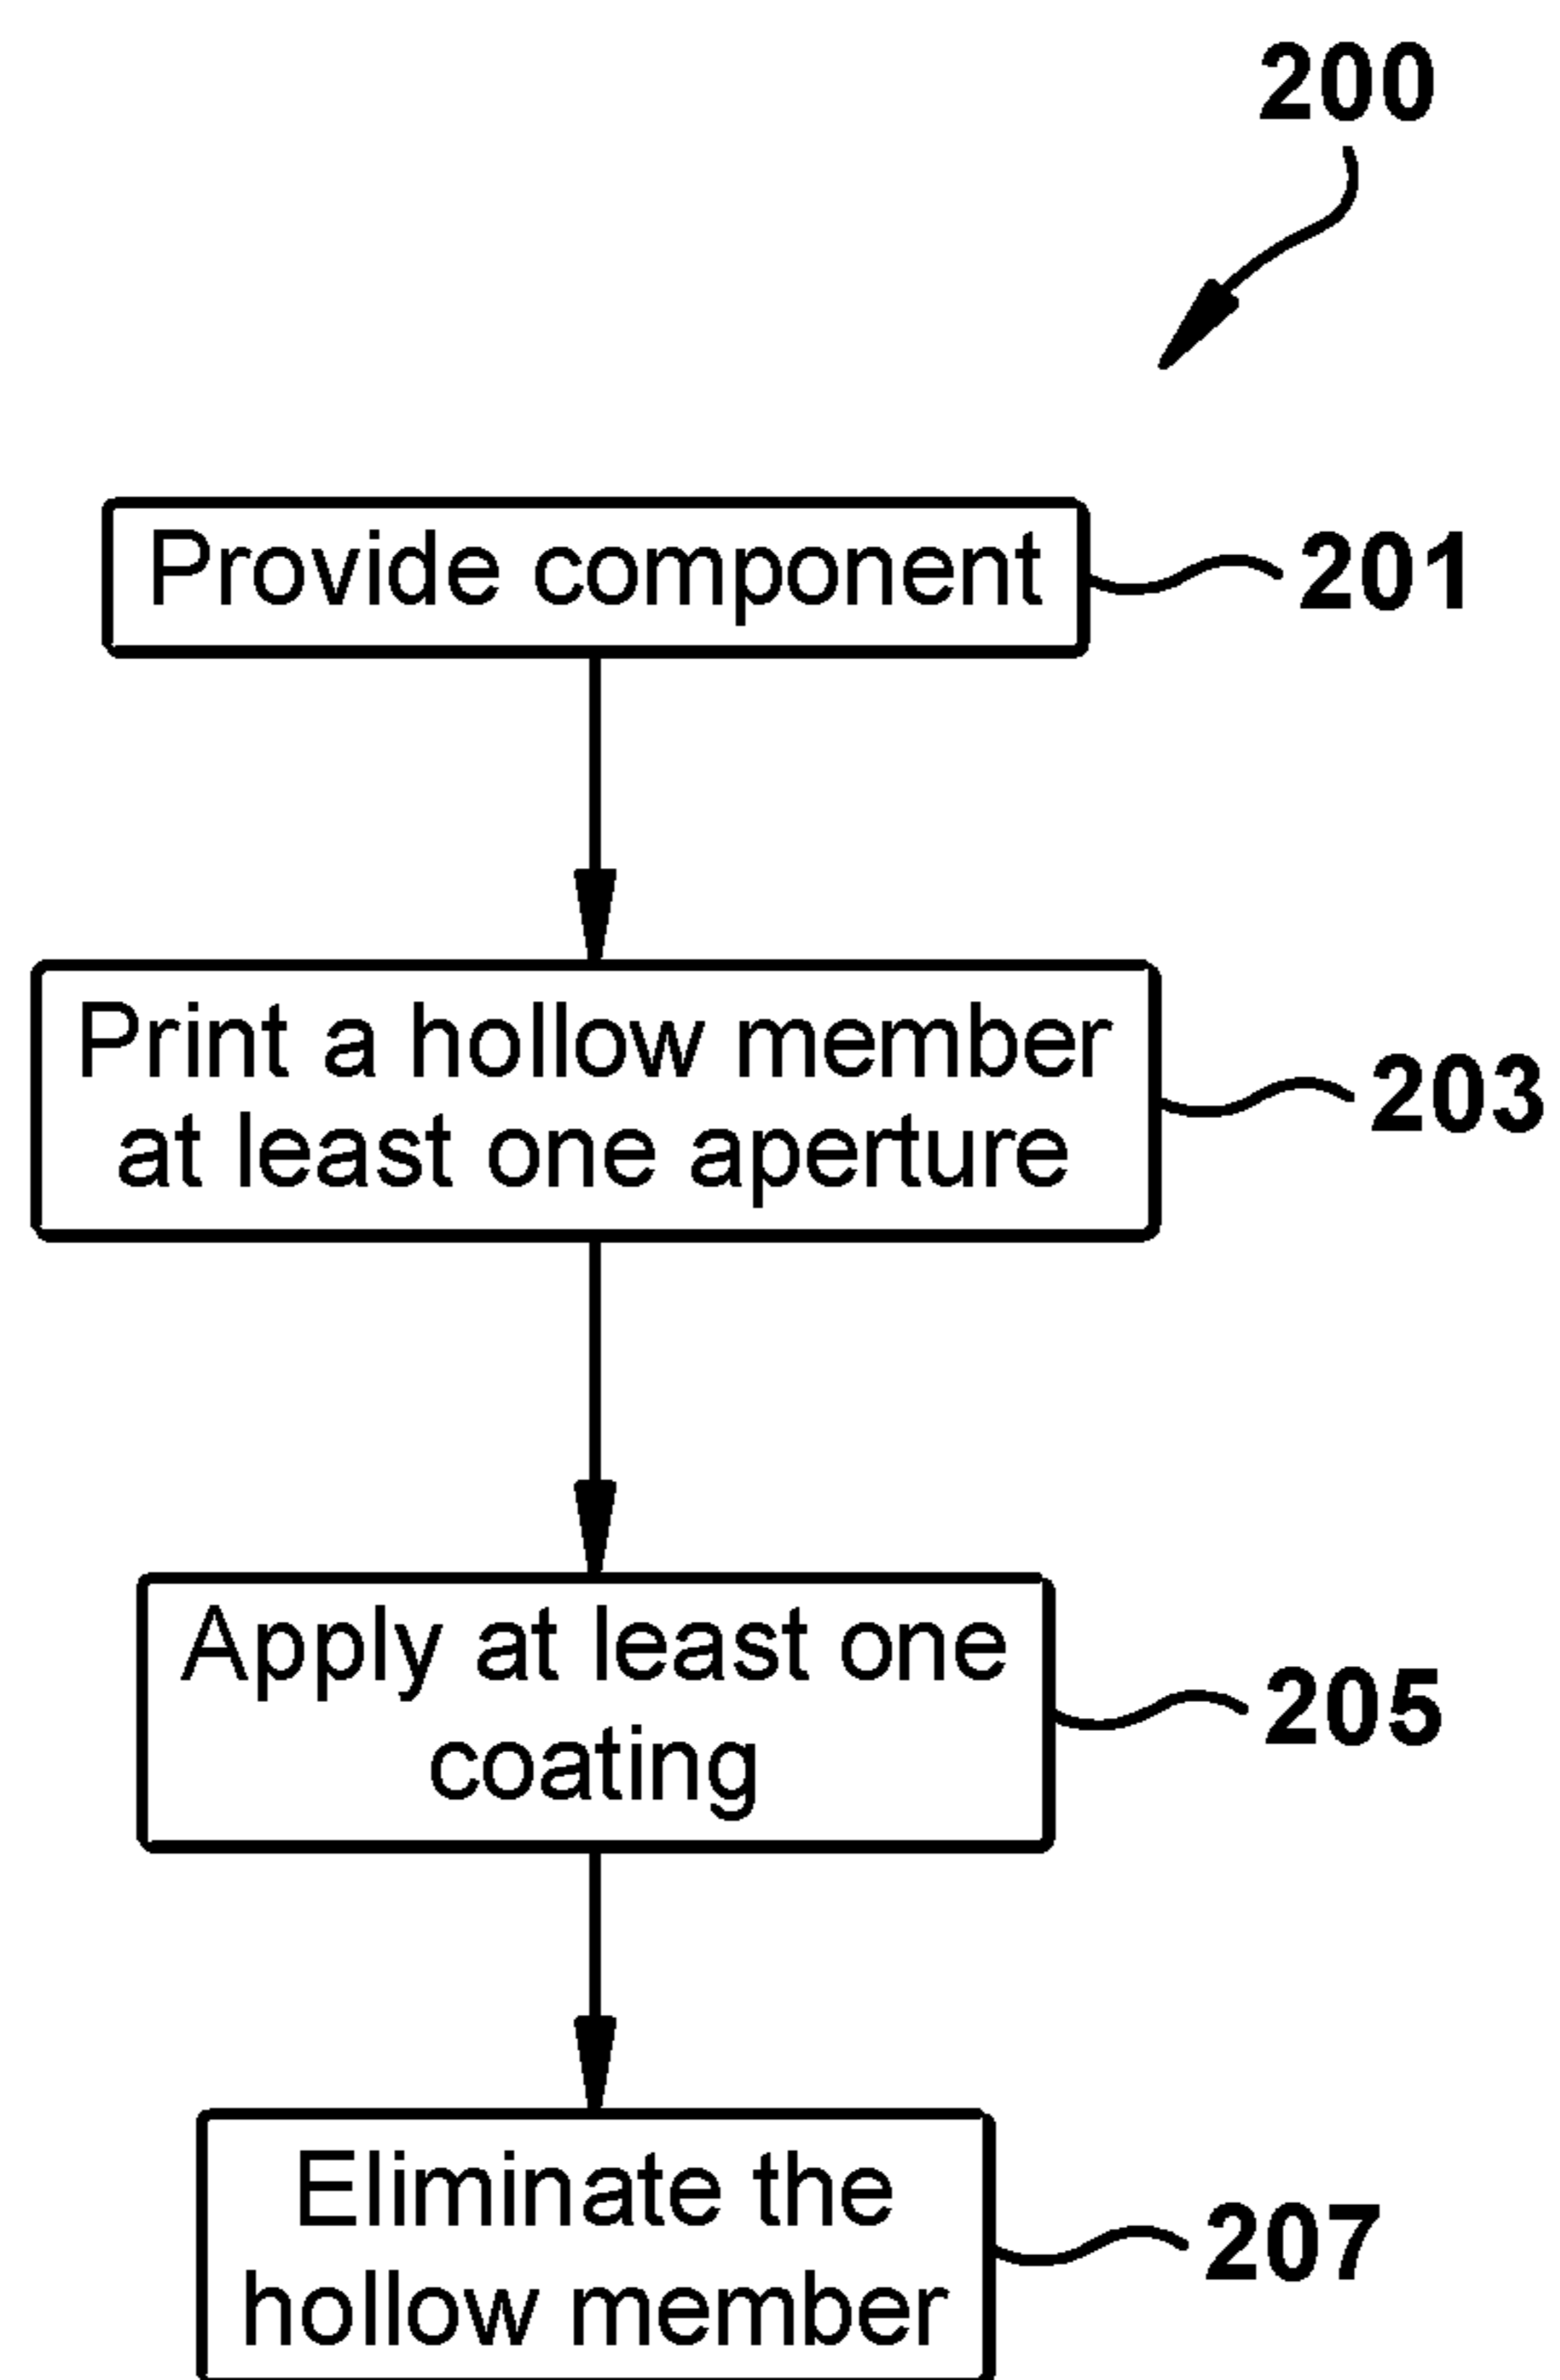 200
Provide component
201
Print a hollow member
at least one aperture
203
Apply at least one
coating
205
Eliminate the
hollow member
207